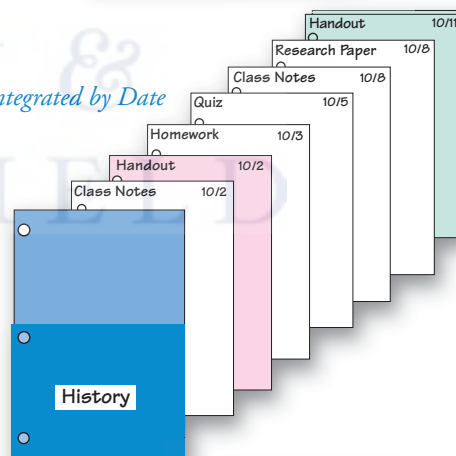 Handout 10/11
Research Paper 10/8
Class Notes 10/8
ntegrated by Date
Quiz 10/5
Homework 10/3
Handout 10/2
Class Notes 10/2
History